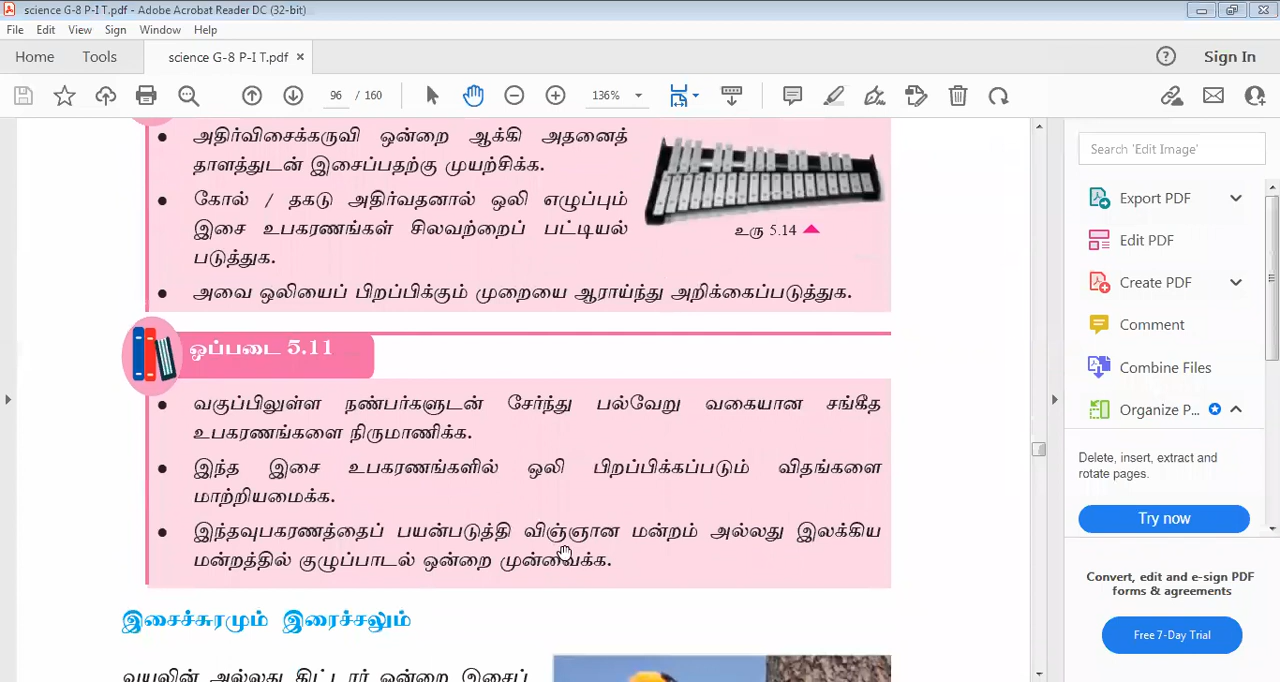 science G-8 P-I T.pdf - Adobe Acrobat Reader DC (32-bit)
File Edit View Sign Window Help
Home Tools science G-8 P-I T.pdf × Sign In
96 / 160 136%
அதிர்விசைக்கருவி ஒன்றை ஆக்கி அதனைத்
தாளத்துடன் இசைப்பதற்கு முயற்சிக்க.
கோல் / தகடு அதிர்வதனால் ஒலி எழுப்பும்
இசை உபகரணங்கள் சிலவற்றைப் பட்டியல்
படுத்துக.
உரு 5.14
அவை ஒலியைப் பிறப்பிக்கும் முறையை ஆராய்ந்து அறிக்கைப்படுத்துக.
ஒப்படை 5.11
வகுப்பிலுள்ள நண்பர்களுடன் சேர்ந்து பல்வேறு வகையான சங்கீத
உபகரணங்களை நிருமாணிக்க.
இந்த இசை உபகரணங்களில் ஒலி பிறப்பிக்கப்படும் விதங்களை
மாற்றியமைக்க.
இந்தவுபகரணத்தைப் பயன்படுத்தி விஞ்ஞான மன்றம் அல்லது இலக்கிய
மன்றத்தில் குழுப்பாடல் ஒன்றை முன்வைக்க.
இசைச்சுரமும் இரைச்சலும்
வயலின் அல்லது கிட்டார் ஒன்றை இசைப்
Search 'Edit Image'
Export PDF
Edit PDF
Create PDF
Comment
Combine Files
Organize P...
Delete, insert, extract and
rotate pages.
Try now
Convert, edit and e-sign PDF
forms & agreements
Free 7-Day Trial